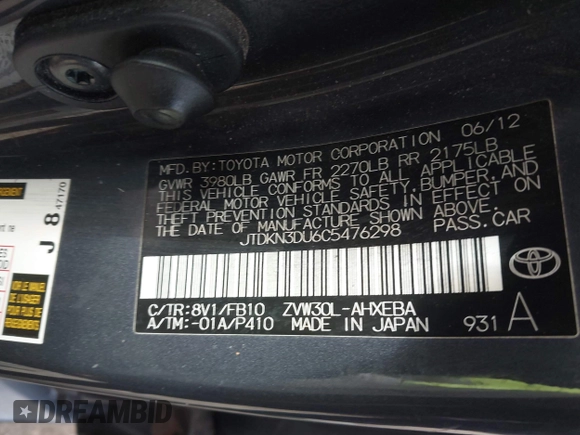 06/12
MFD. BY: TOYOTA MOTOR CORPORATION
GVWR 3980LB GAWR FR 2270LB RR 2175LB
THIS VEHICLE CONFORMS TO ALL APPLICABLE
FEDERAL MOTOR VEHICLE SAFETY, BUMPER, AND
THEFT PREVENTION STANDARDS IN EFFECT ON
THE DATE OF MANUFACTURE SHOWN ABOVE.
JTDKN3DU6C5476298 PASS. CAR
C/TR: 8V1/FB10 ZVW30L-AHXEBA
A/TM: -01A/P410 MADE IN JAPAN 931 A
J 8
47170
DREAMBID